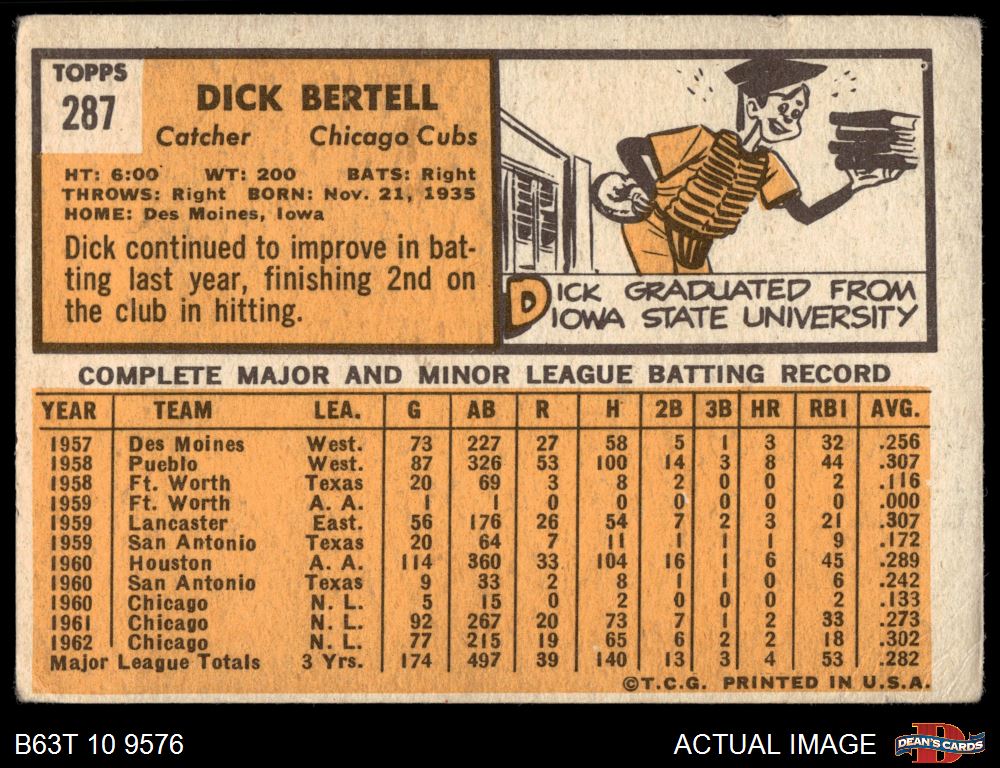 TOPPS
287
DICK BERTELL
Catcher Chicago Cubs
HT: 6:00 WT: 200 BATS: Right
THROWS: Right BORN: Nov. 21, 1935
HOME: Des Moines, Iowa
Dick continued to improve in bat-
ting last year, finishing 2nd on
the club in hitting.
DICK GRADUATED FROM
IOWA STATE UNIVERSITY
COMPLETE MAJOR AND MINOR LEAGUE BATTING RECORD
YEAR TEAM LEA. G AB R H 2B 3B HR RBI AVG.
1957 Des Moines West. 73 227 27 58 5 1 3 32 .256
1958 Pueblo West. 87 326 53 100 14 3 8 44 .307
1958 Ft. Worth Texas 20 69 3 8 2 0 0 2 .116
1959 Ft. Worth A. A. 1 1 0 0 0 0 0 0 .000
1959 Lancaster East. 56 176 26 54 7 2 3 21 .307
1959 San Antonio Texas 20 64 7 11 1 1 1 9 .172
1960 Houston A. A. 114 360 33 104 16 1 6 45 .289
1960 San Antonio Texas 9 33 2 8 1 1 0 6 .242
1960 Chicago N. L. 5 15 0 2 0 0 0 2 .133
1961 Chicago N. L. 92 267 20 73 7 1 2 33 .273
1962 Chicago N. L. 77 215 19 65 6 2 2 18 .302
Major League Totals 3 Yrs. 174 497 39 140 13 3 4 53 .282
©T.C.G. PRINTED IN U.S.A.
B63T 10 9576
ACTUAL IMAGE
D
DEAN'S CARDS